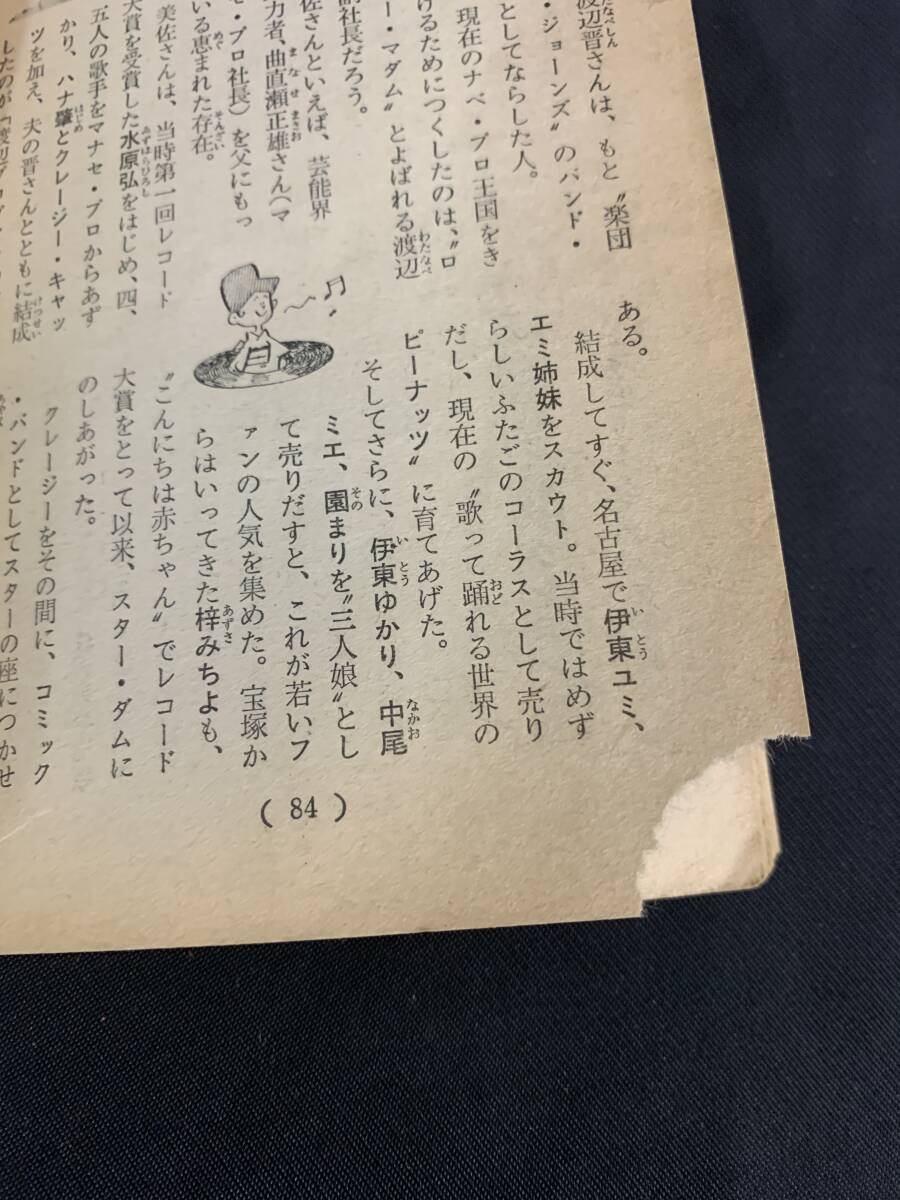 渡辺晋さんは、もと〝楽団
・ジョーンズ〟のバンド・
としてならした人。
現在のナベ・プロ王国をき
けるためにつくしたのは、〝ロ
ー・マダム〟とよばれる渡辺
副社長だろう。
佐さんといえば、芸能界
力者、曲直瀬正雄さん(マ
セ・プロ社長)を父にもっ
いる恵まれた存在。
美佐さんは、当時第一回レコード
大賞を受賞した水原弘をはじめ、四、
五人の歌手をマナセ・プロからあず
かり、ハナ肇とクレージー・キャッ
ツを加え、夫の晋さんとともに結成
したのが「渡辺プロ
ある。
結成してすぐ、名古屋で伊東ユミ、
エミ姉妹をスカウト。当時ではめず
らしいふたごのコーラスとして売り
だし、現在の〝歌って踊れる世界の
ピーナッツ〟に育てあげた。
そしてさらに、伊東ゆかり、中尾
ミエ、園まりを〝三人娘〟とし
て売りだすと、これが若いフ
ァンの人気を集めた。宝塚か
らはいってきた梓みちよも、
〝こんにちは赤ちゃん〟でレコード
大賞をとって以来、スター・ダムに
のしあがった。
クレージーをその間に、コミック
・バンドとしてスターの座につかせ
(84)